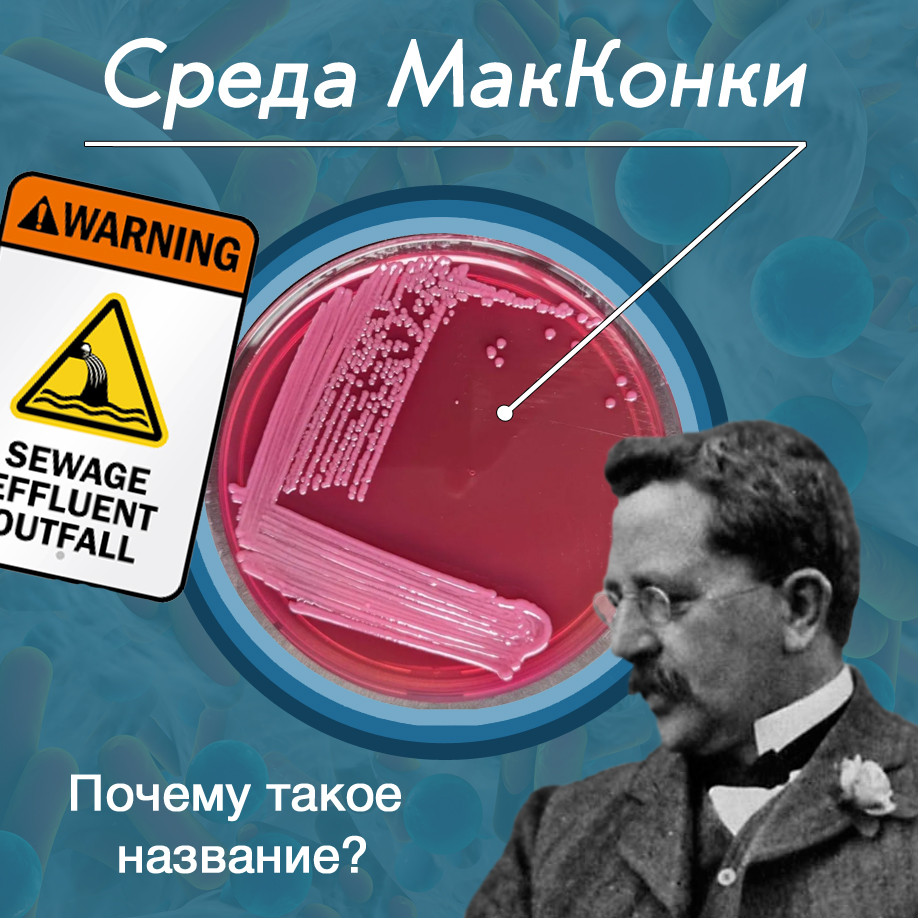 Среда МакКонки
WARNING
SEWAGE
EFFLUENT
OUTFALL
Почему такое
название?